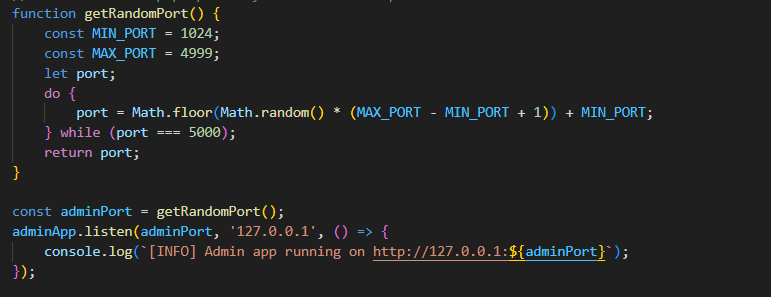 function getRandomPort() {
    const MIN_PORT = 1024;
    const MAX_PORT = 4999;
    let port;
    do {
        port = Math.floor(Math.random() * (MAX_PORT - MIN_PORT + 1)) + MIN_PORT;
    } while (port === 5000);
    return port;
}

const adminPort = getRandomPort();
adminApp.listen(adminPort, '127.0.0.1', () => {
    console.log(`[INFO] Admin app running on http://127.0.0.1:${adminPort}`);
});